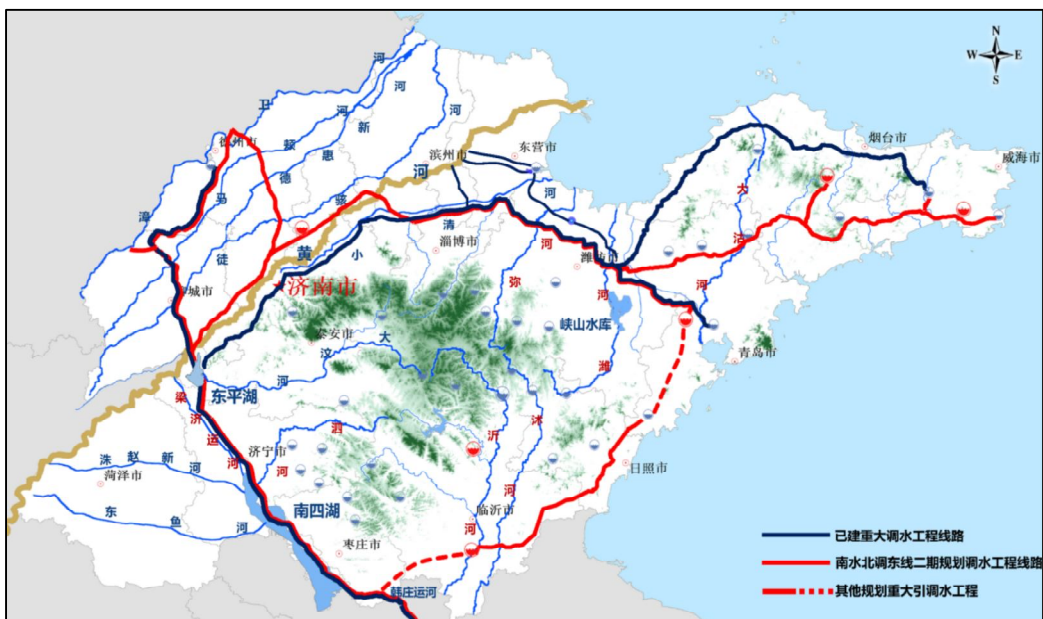 N
W E
S
卫
河
河
河
新
惠
颊
德
马
徒
骇
漳
德州市
滨州市
东营市
河
黄
小
清
河
淄博市
济南市
泰安市
大
汶
河
东平湖
梁
济
运
河
济宁市
泗
河
南四湖
洙 赵 新 河
菏泽市
东 鱼 河
枣庄市
韩庄运河
临沂市
沂
河
沭
河
弥
河
潍坊市
峡山水库
潍
河
大
沽
河
烟台市
威海市
青岛市
日照市
已建重大调水工程线路
南水北调东线二期规划调水工程线路
其他规划重大引调水工程